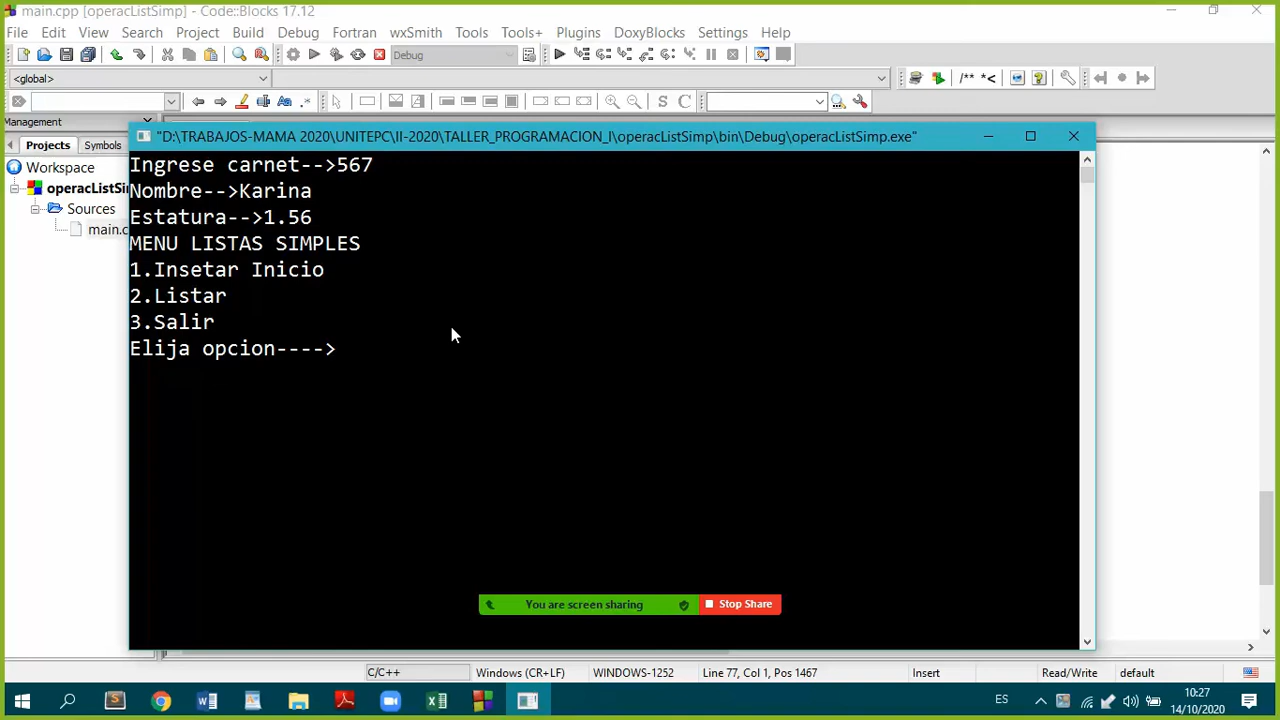 main.cpp [operacListSimp] - Code::Blocks 17.12
File Edit View Search Project Build Debug Fortran wxSmith Tools Tools+ Plugins DoxyBlocks Settings Help
Debug
<global>
/** *<
Aa .* S C
Management
Projects Symbols
"D:\TRABAJOS-MAMA 2020\UNITEPC\II-2020\TALLER_PROGRAMACION_I\operacListSimp\bin\Debug\operacListSimp.exe"
Workspace
operacListSi
Sources
main.c
Ingrese carnet-->567
Nombre-->Karina
Estatura-->1.56
MENU LISTAS SIMPLES
1.Insetar Inicio
2.Listar
3.Salir
Elija opcion---->
You are screen sharing Stop Share
C/C++ Windows (CR+LF) WINDOWS-1252 Line 77, Col 1, Pos 1467 Insert Read/Write default
ES 10:27
14/10/2020